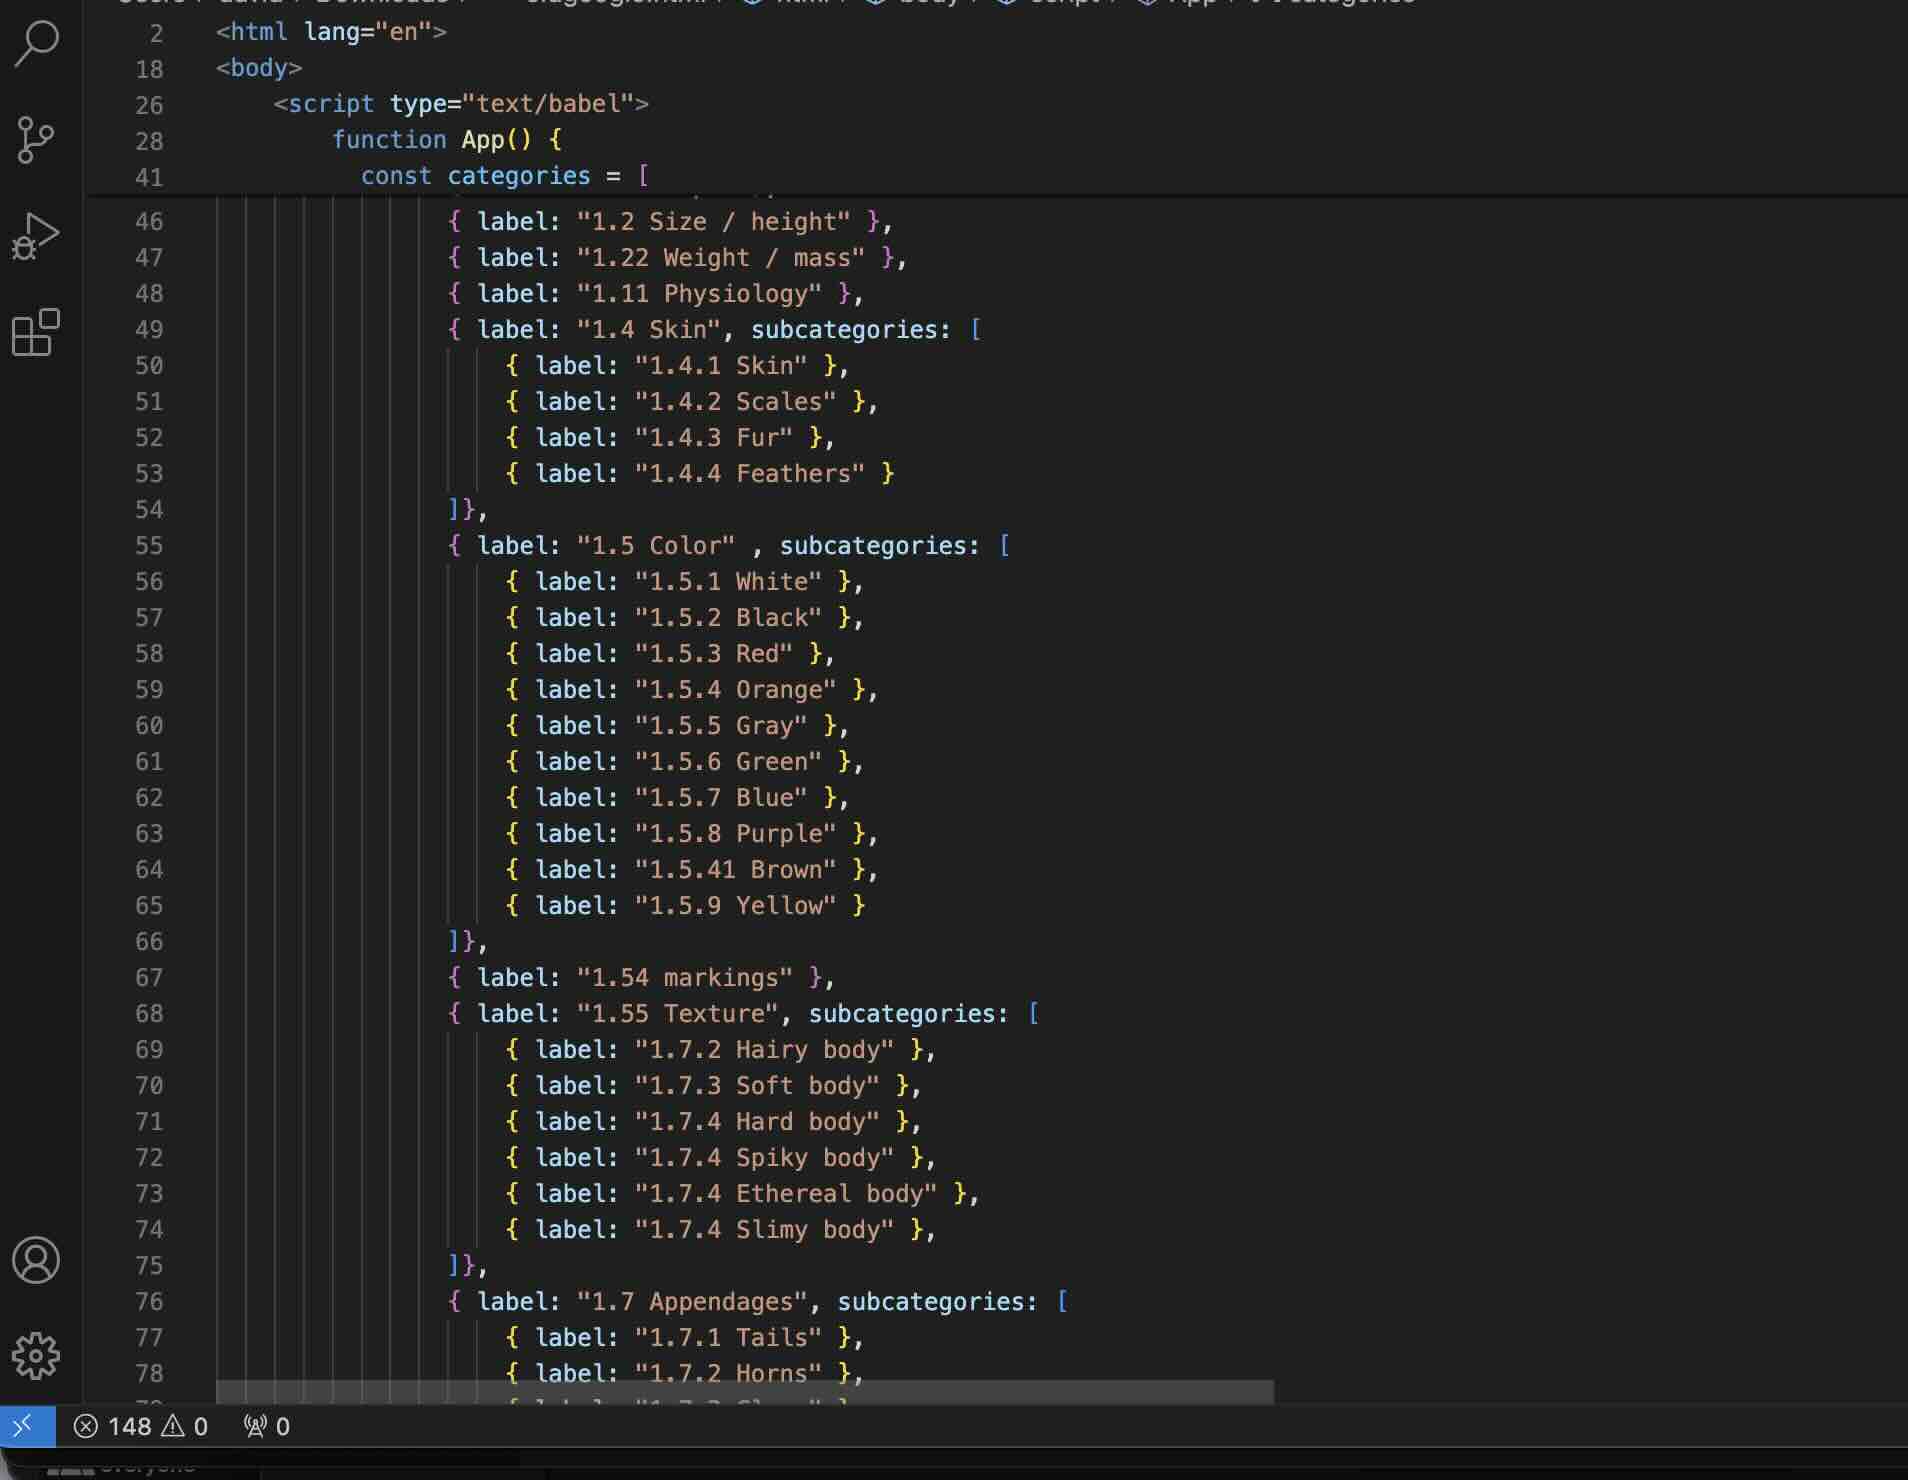 2 <html lang="en">
18 <body>
26 <script type="text/babel">
28 function App() {
41 const categories = [
46 { label: "1.2 Size / height" },
47 { label: "1.22 Weight / mass" },
48 { label: "1.11 Physiology" },
49 { label: "1.4 Skin", subcategories: [
50 { label: "1.4.1 Skin" },
51 { label: "1.4.2 Scales" },
52 { label: "1.4.3 Fur" },
53 { label: "1.4.4 Feathers" }
54 ]},
55 { label: "1.5 Color" , subcategories: [
56 { label: "1.5.1 White" },
57 { label: "1.5.2 Black" },
58 { label: "1.5.3 Red" },
59 { label: "1.5.4 Orange" },
60 { label: "1.5.5 Gray" },
61 { label: "1.5.6 Green" },
62 { label: "1.5.7 Blue" },
63 { label: "1.5.8 Purple" },
64 { label: "1.5.41 Brown" },
65 { label: "1.5.9 Yellow" }
66 ]},
67 { label: "1.54 markings" },
68 { label: "1.55 Texture", subcategories: [
69 { label: "1.7.2 Hairy body" },
70 { label: "1.7.3 Soft body" },
71 { label: "1.7.4 Hard body" },
72 { label: "1.7.4 Spiky body" },
73 { label: "1.7.4 Ethereal body" },
74 { label: "1.7.4 Slimy body" },
75 ]},
76 { label: "1.7 Appendages", subcategories: [
77 { label: "1.7.1 Tails" },
78 { label: "1.7.2 Horns" },
148 0 0